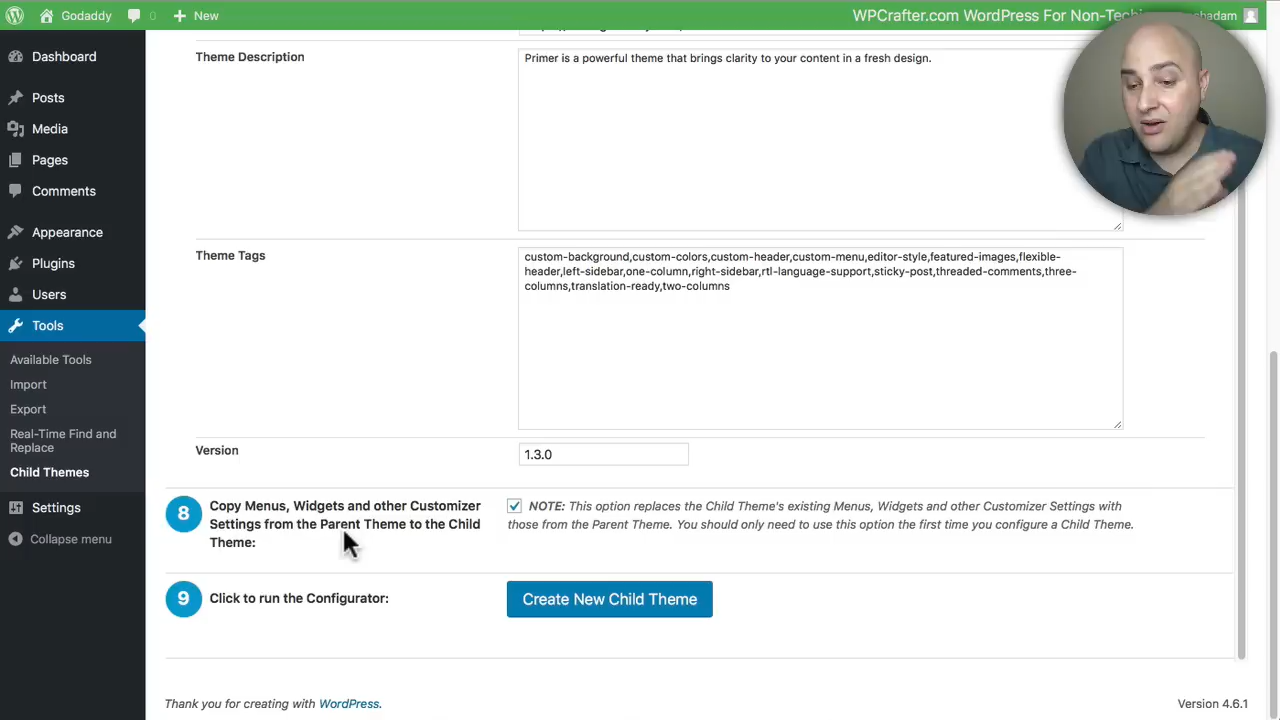 Godaddy 0 New WPCrafter.com WordPress For Non-Techi
Dashboard
Posts
Media
Pages
Comments
Appearance
Plugins
Users
Tools
Available Tools
Import
Export
Real-Time Find and
Replace
Child Themes
Settings
Collapse menu
Theme Description
Primer is a powerful theme that brings clarity to your content in a fresh design.
Theme Tags
custom-background,custom-colors,custom-header,custom-menu,editor-style,featured-images,flexible-
header,left-sidebar,one-column,right-sidebar,rtl-language-support,sticky-post,threaded-comments,three-
columns,translation-ready,two-columns
Version
1.3.0
8
Copy Menus, Widgets and other Customizer
Settings from the Parent Theme to the Child
Theme:
NOTE: This option replaces the Child Theme's existing Menus, Widgets and other Customizer Settings with
those from the Parent Theme. You should only need to use this option the first time you configure a Child Theme.
9
Click to run the Configurator:
Create New Child Theme
Thank you for creating with WordPress.
Version 4.6.1